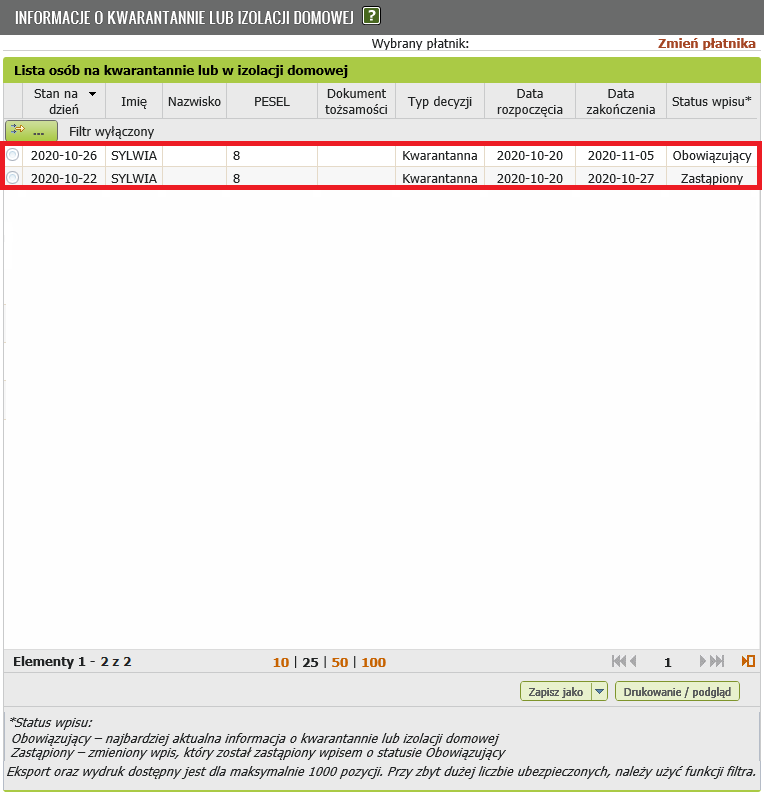 INFORMACJE O KWARANTANNIE LUB IZOLACJI DOMOWEJ ?
Wybrany płatnik: Zmień płatnika
Lista osób na kwarantannie lub w izolacji domowej
Stan na dzień Imię Nazwisko PESEL Dokument tożsamości Typ decyzji Data rozpoczęcia Data zakończenia Status wpisu*
... Filtr wyłączony
2020-10-26 SYLWIA 8 Kwarantanna 2020-10-20 2020-11-05 Obowiązujący
2020-10-22 SYLWIA 8 Kwarantanna 2020-10-20 2020-10-27 Zastąpiony
Elementy 1 - 2 z 2 10 | 25 | 50 | 100 1
Zapisz jako Drukowanie / podgląd
*Status wpisu:
Obowiązujący – najbardziej aktualna informacja o kwarantannie lub izolacji domowej
Zastąpiony – zmieniony wpis, który został zastąpiony wpisem o statusie Obowiązujący
Eksport oraz wydruk dostępny jest dla maksymalnie 1000 pozycji. Przy zbyt dużej liczbie ubezpieczonych, należy użyć funkcji filtra.